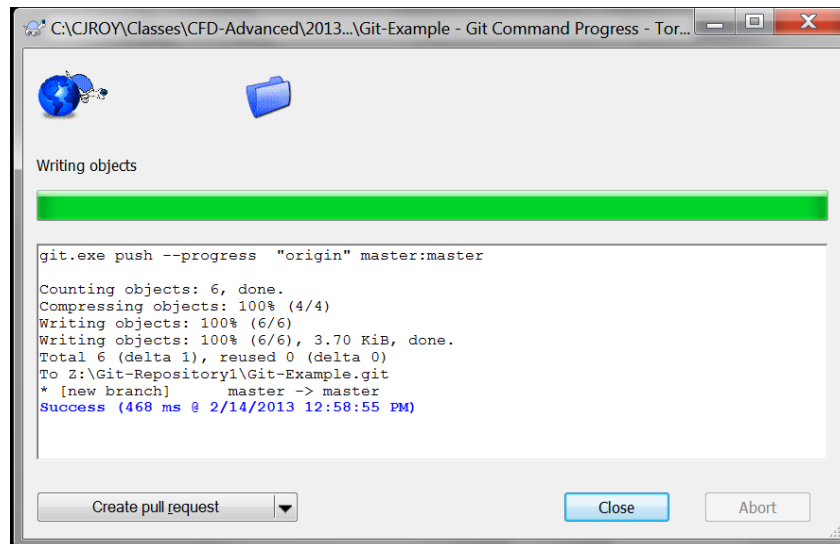 C:\CJROY\Classes\CFD-Advanced\2013...\Git-Example - Git Command Progress - Tor...
Writing objects
git.exe push --progress  "origin" master:master
Counting objects: 6, done.
Compressing objects: 100% (4/4)
Writing objects: 100% (6/6)
Writing objects: 100% (6/6), 3.70 KiB, done.
Total 6 (delta 1), reused 0 (delta 0)
To Z:\Git-Repository1\Git-Example.git
* [new branch]      master -> master
Success (468 ms @ 2/14/2013 12:58:55 PM)
Create pull request
Close
Abort